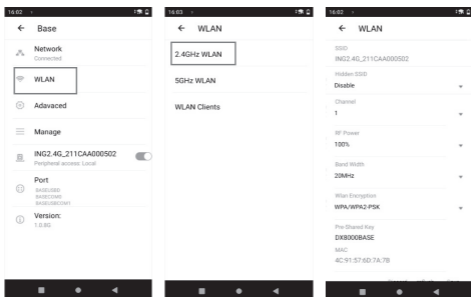 16:02
Base
Network
Connected
WLAN
Adavaced
Manage
ING2.4G_211CAA000502
Peripheral access: Local
Port
Version:
1.0.8G
16:03
WLAN
2.4GHz WLAN
5GHz WLAN
WLAN Clients
16:02
WLAN
SSID
ING2.4G_211CAA000502
Hidden SSID
Disable
Channel
1
RF Power
100%
Band Width
20MHz
Wlan Encryption
WPA/WPA2-PSK
Pre-Shared Key
DX8000BASE
MAC
4C:91:57:6D:7A:7B